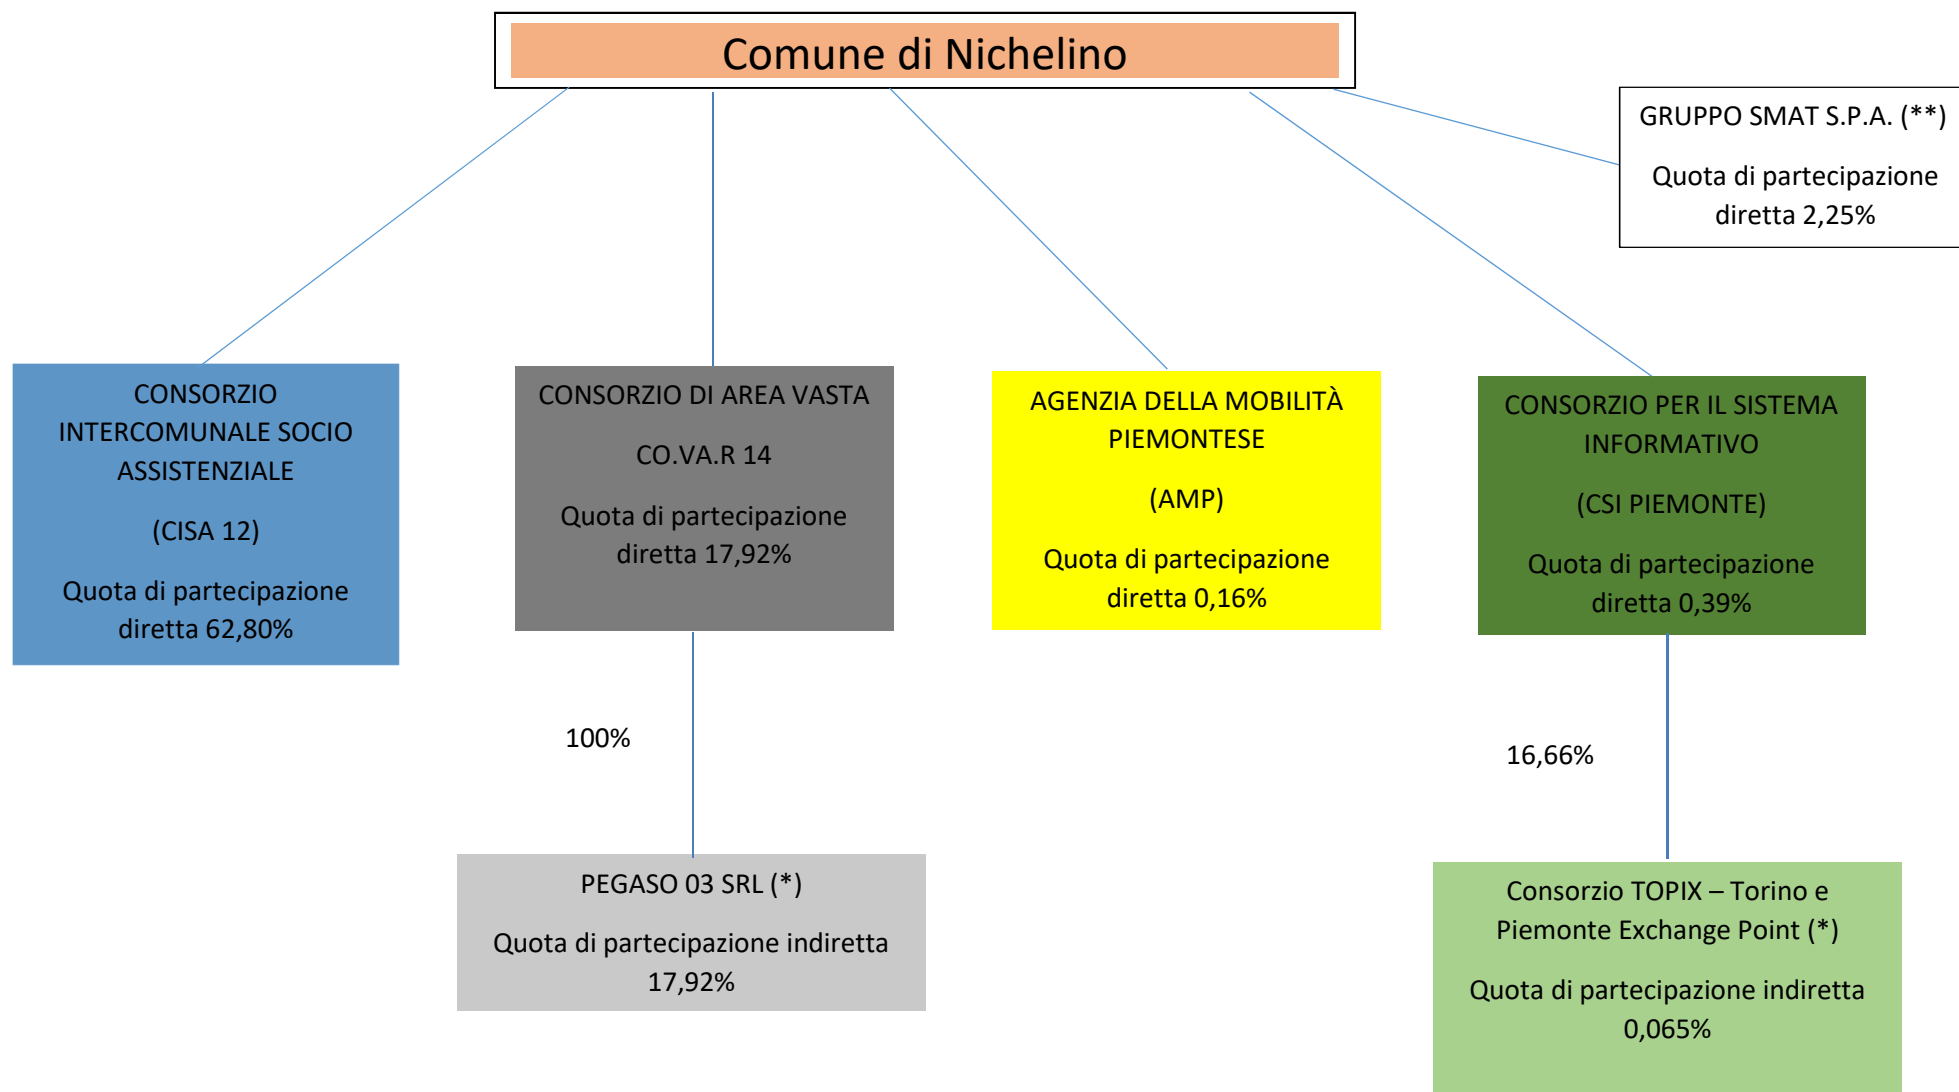 Comune di Nichelino
GRUPPO SMAT S.P.A. (**)
Quota di partecipazione
diretta 2,25%
CONSORZIO
INTERCOMUNALE SOCIO
ASSISTENZIALE
(CISA 12)
Quota di partecipazione
diretta 62,80%
CONSORZIO DI AREA VASTA
CO.VA.R 14
Quota di partecipazione
diretta 17,92%
AGENZIA DELLA MOBILITÀ
PIEMONTESE
(AMP)
Quota di partecipazione
diretta 0,16%
CONSORZIO PER IL SISTEMA
INFORMATIVO
(CSI PIEMONTE)
Quota di partecipazione
diretta 0,39%
100%
16,66%
PEGASO 03 SRL (*)
Quota di partecipazione indiretta
17,92%
Consorzio TOPIX – Torino e
Piemonte Exchange Point (*)
Quota di partecipazione indiretta
0,065%